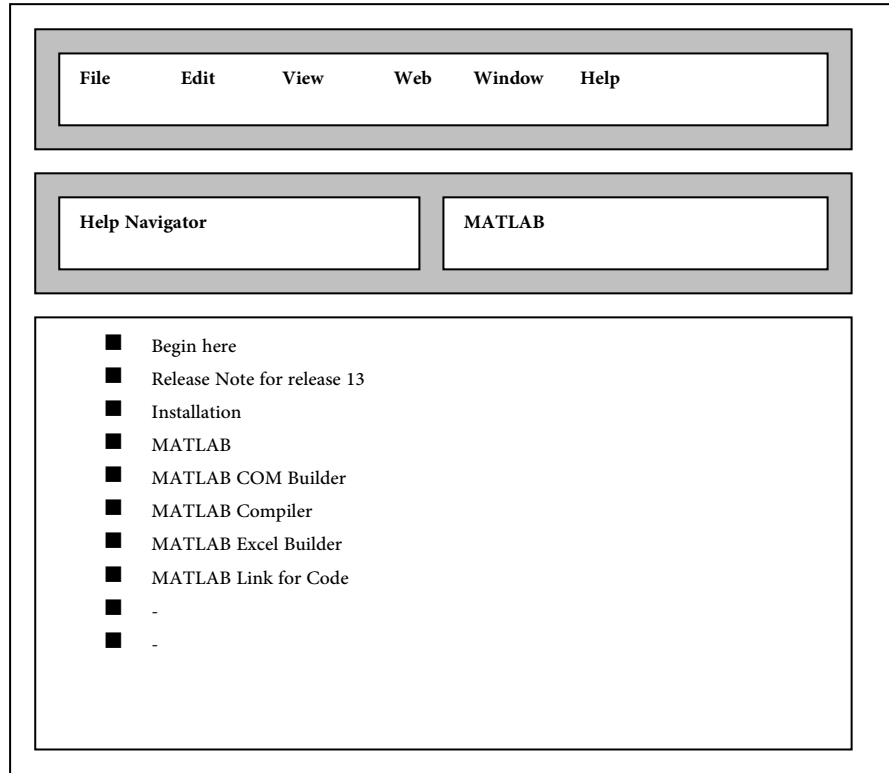 File Edit View Web Window Help
Help Navigator MATLAB
Begin here
Release Note for release 13
Installation
MATLAB
MATLAB COM Builder
MATLAB Compiler
MATLAB Excel Builder
MATLAB Link for Code
-
-